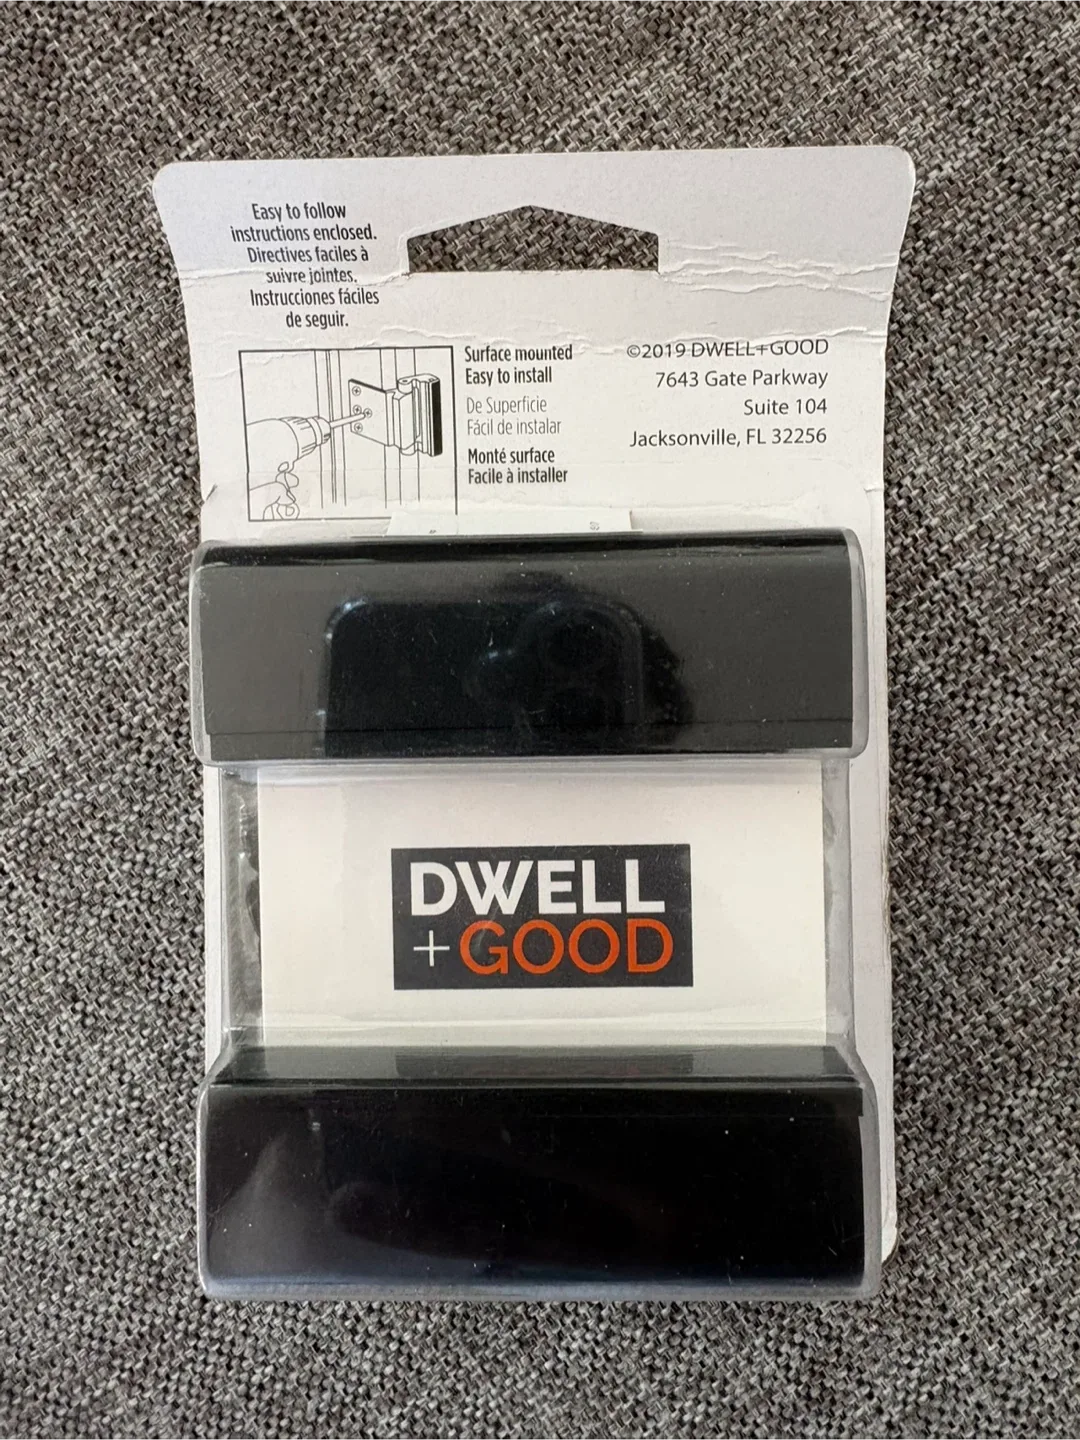 Easy to follow
instructions enclosed.
Directives faciles à
suivre jointes.
Instrucciones fáciles
de seguir.
Surface mounted
Easy to install
De Superficie
Fácil de instalar
Monté surface
Facile à installer
©2019 DWELL+GOOD
7643 Gate Parkway
Suite 104
Jacksonville, FL 32256
DWELL
+GOOD